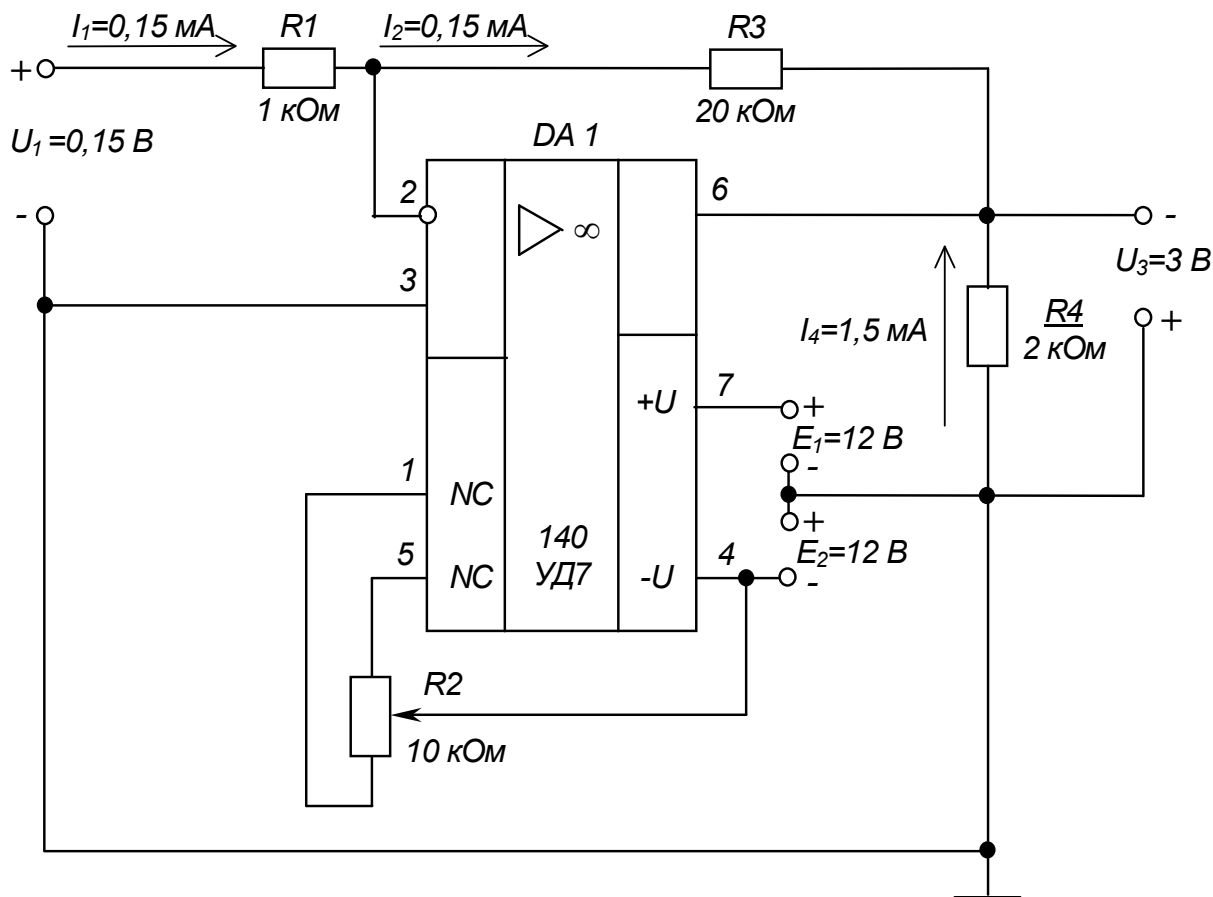 I₁=0,15 мА
R1
I₂=0,15 мА
R3
+
1 кОм
20 кОм
U₁ =0,15 В
DA 1
2
6
-
∞
-
U₃=3 В
3
+
R4
I₄=1,5 мА
2 кОм
7
+U
+
E₁=12 В
1
-
NC
+
140
5
4
E₂=12 В
NC
УД7
-U
-
R2
10 кОм